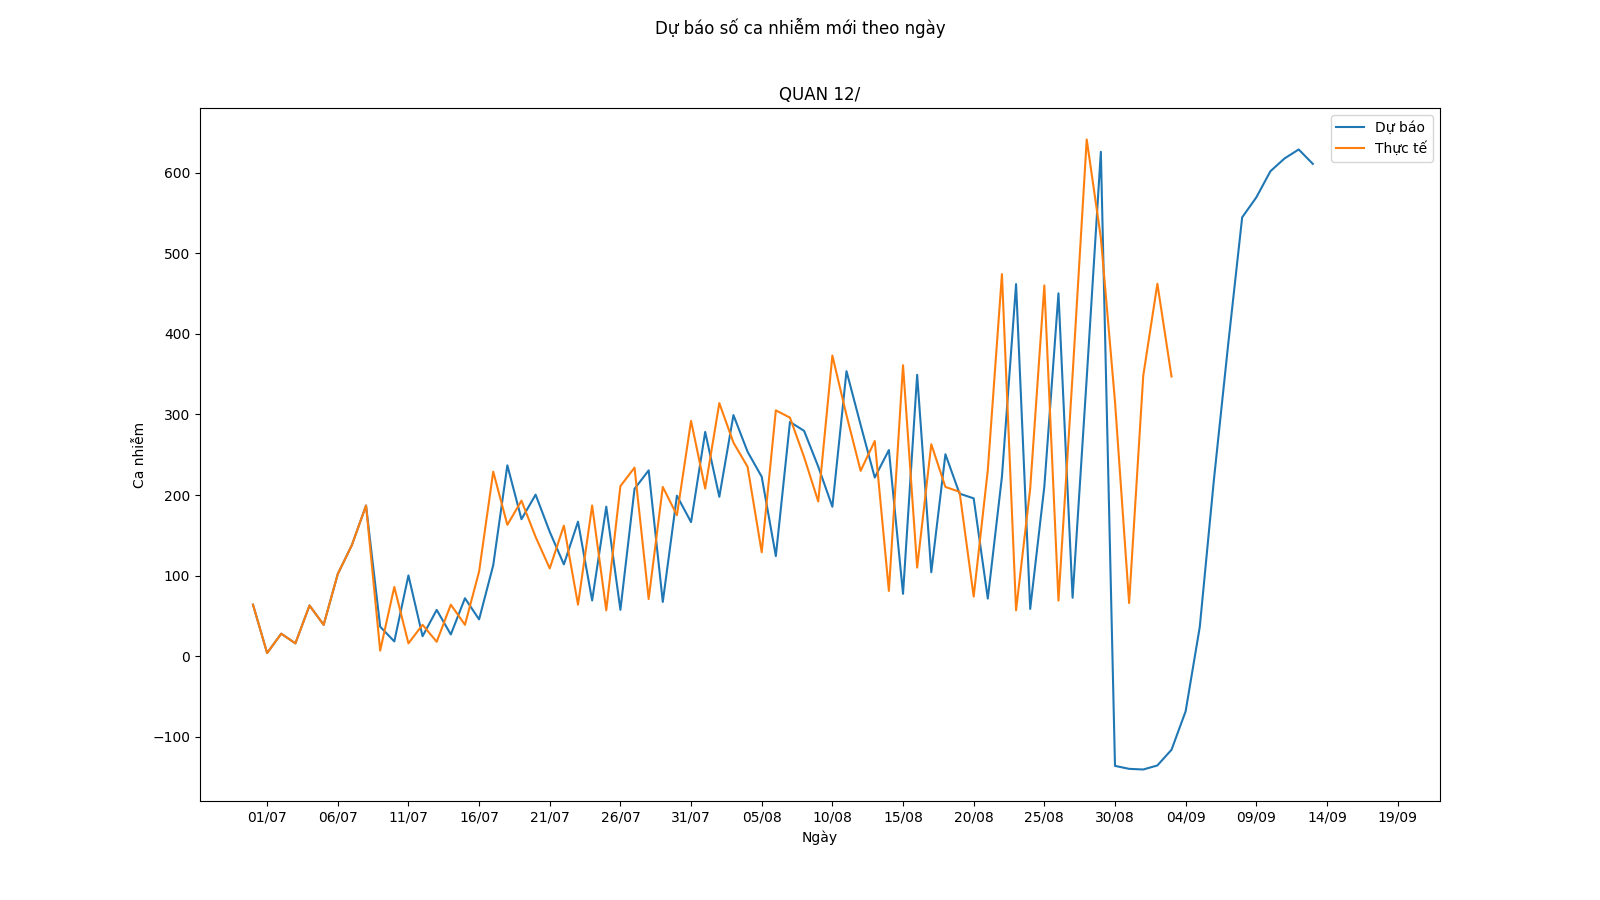 Dự báo số ca nhiễm mới theo ngày
QUAN 12/
Dự báo
Thực tế
600
500
400
300
200
100
0
−100
Ca nhiễm
01/07 06/07 11/07 16/07 21/07 26/07 31/07 05/08 10/08 15/08 20/08 25/08 30/08 04/09 09/09 14/09 19/09
Ngày